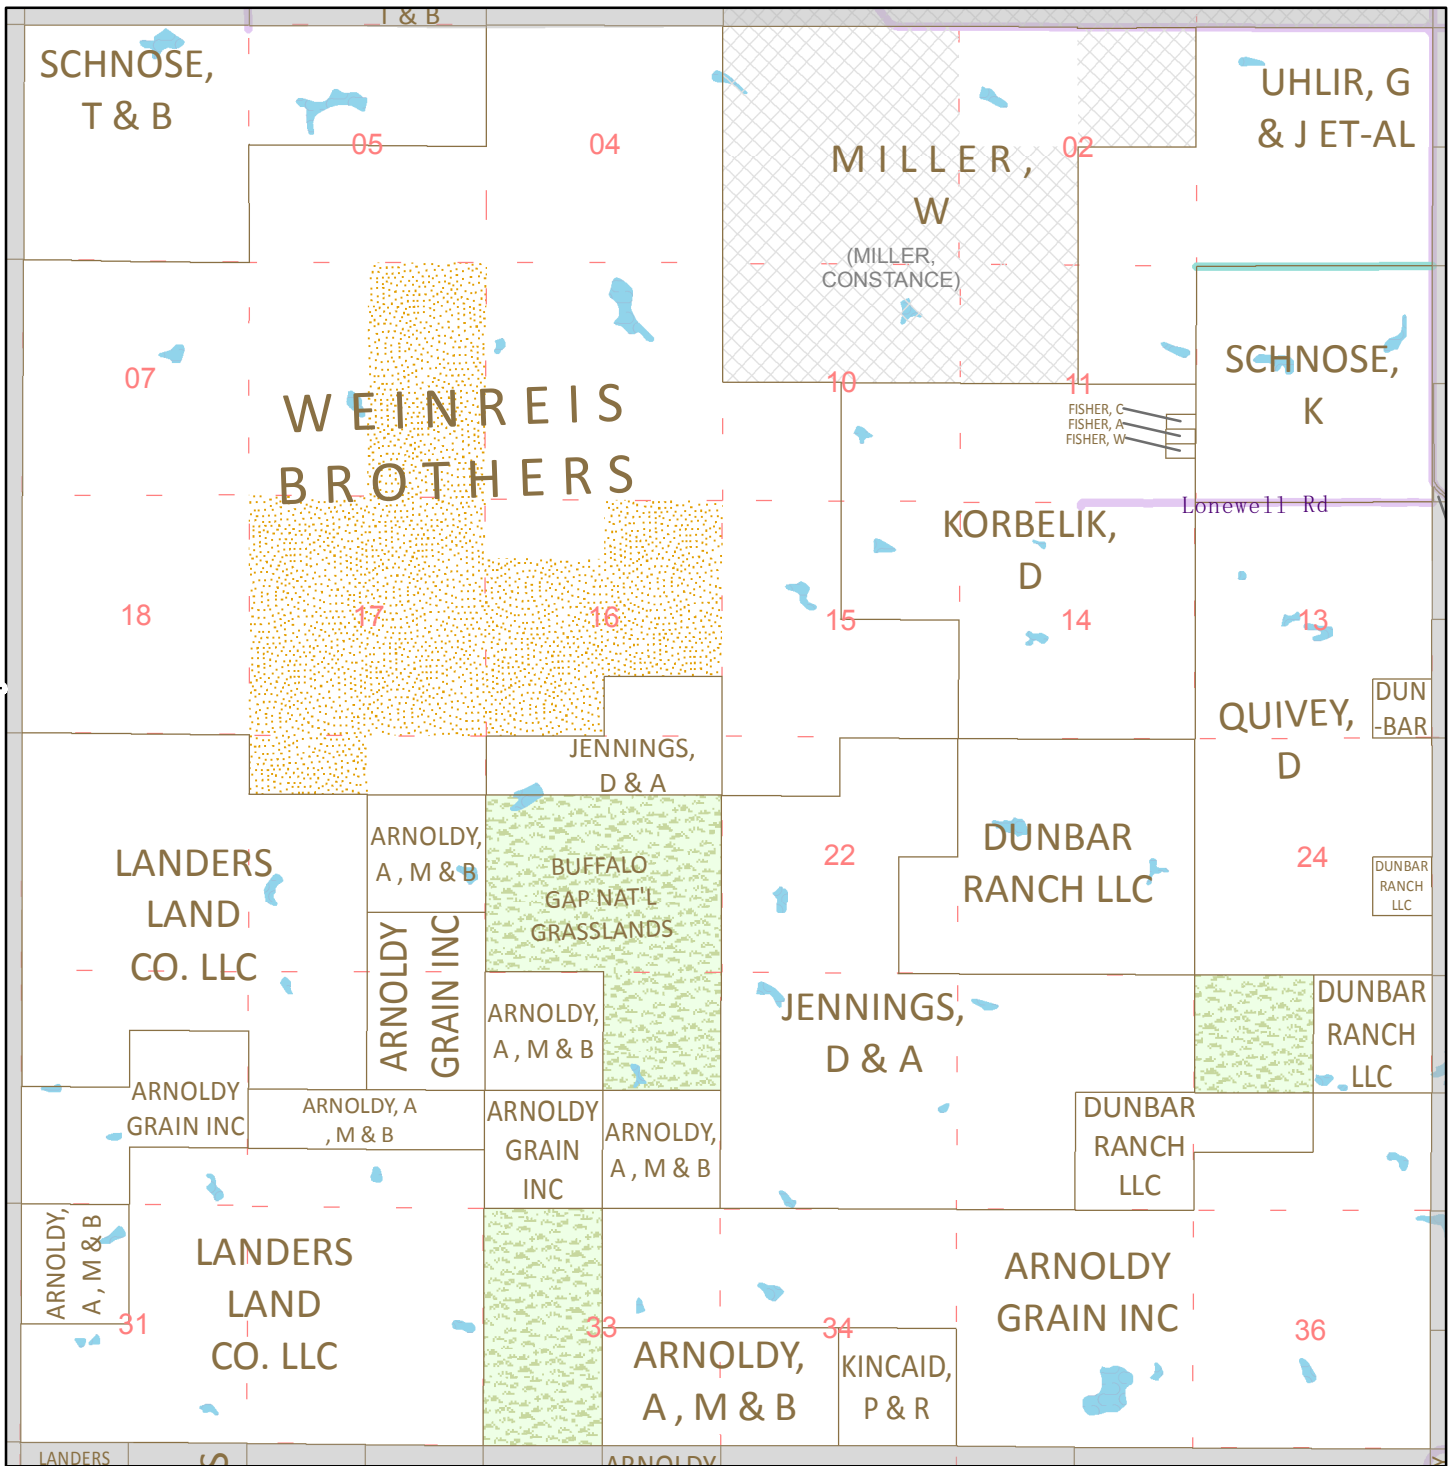 T & B
SCHNOSE,
T & B
05
04
MILLER,
W
(MILLER,
CONSTANCE)
02
UHLIR, G
& J ET-AL
07
WEINREIS
BROTHERS
10
11
FISHER, C
FISHER, A
FISHER, W
SCHNOSE,
K
Lonewell Rd
KORBELIK,
D
18
17
16
15
14
13
QUIVEY,
D
DUN
-BAR
JENNINGS,
D & A
LANDERS
LAND
CO. LLC
ARNOLDY,
A , M & B
BUFFALO
GAP NAT'L
GRASSLANDS
22
DUNBAR
RANCH LLC
24
DUNBAR
RANCH
LLC
ARNOLDY
GRAIN INC
ARNOLDY,
A , M & B
JENNINGS,
D & A
DUNBAR
RANCH
LLC
ARNOLDY
GRAIN INC
ARNOLDY, A
, M & B
ARNOLDY
GRAIN
INC
ARNOLDY,
A , M & B
DUNBAR
RANCH
LLC
ARNOLDY,
A , M & B
31
LANDERS
LAND
CO. LLC
33
34
ARNOLDY,
A , M & B
KINCAID,
P & R
ARNOLDY
GRAIN INC
36
LANDERS
S
ARNOLDY